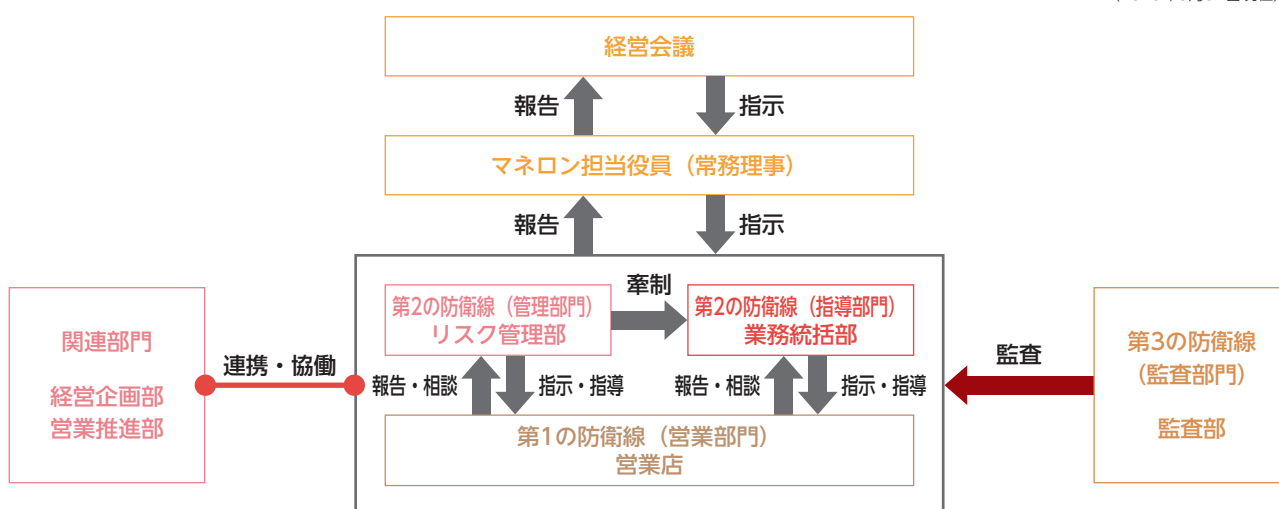 経営会議
報告
指示
マネロン担当役員（常務理事）
報告
指示
第2の防衛線（管理部門）
リスク管理部
牽制
第2の防衛線（指導部門）
業務統括部
関連部門
経営企画部
営業推進部
連携・協働
報告・相談
指示・指導
報告・相談
指示・指導
第1の防衛線（営業部門）
営業店
監査
第3の防衛線
（監査部門）
監査部